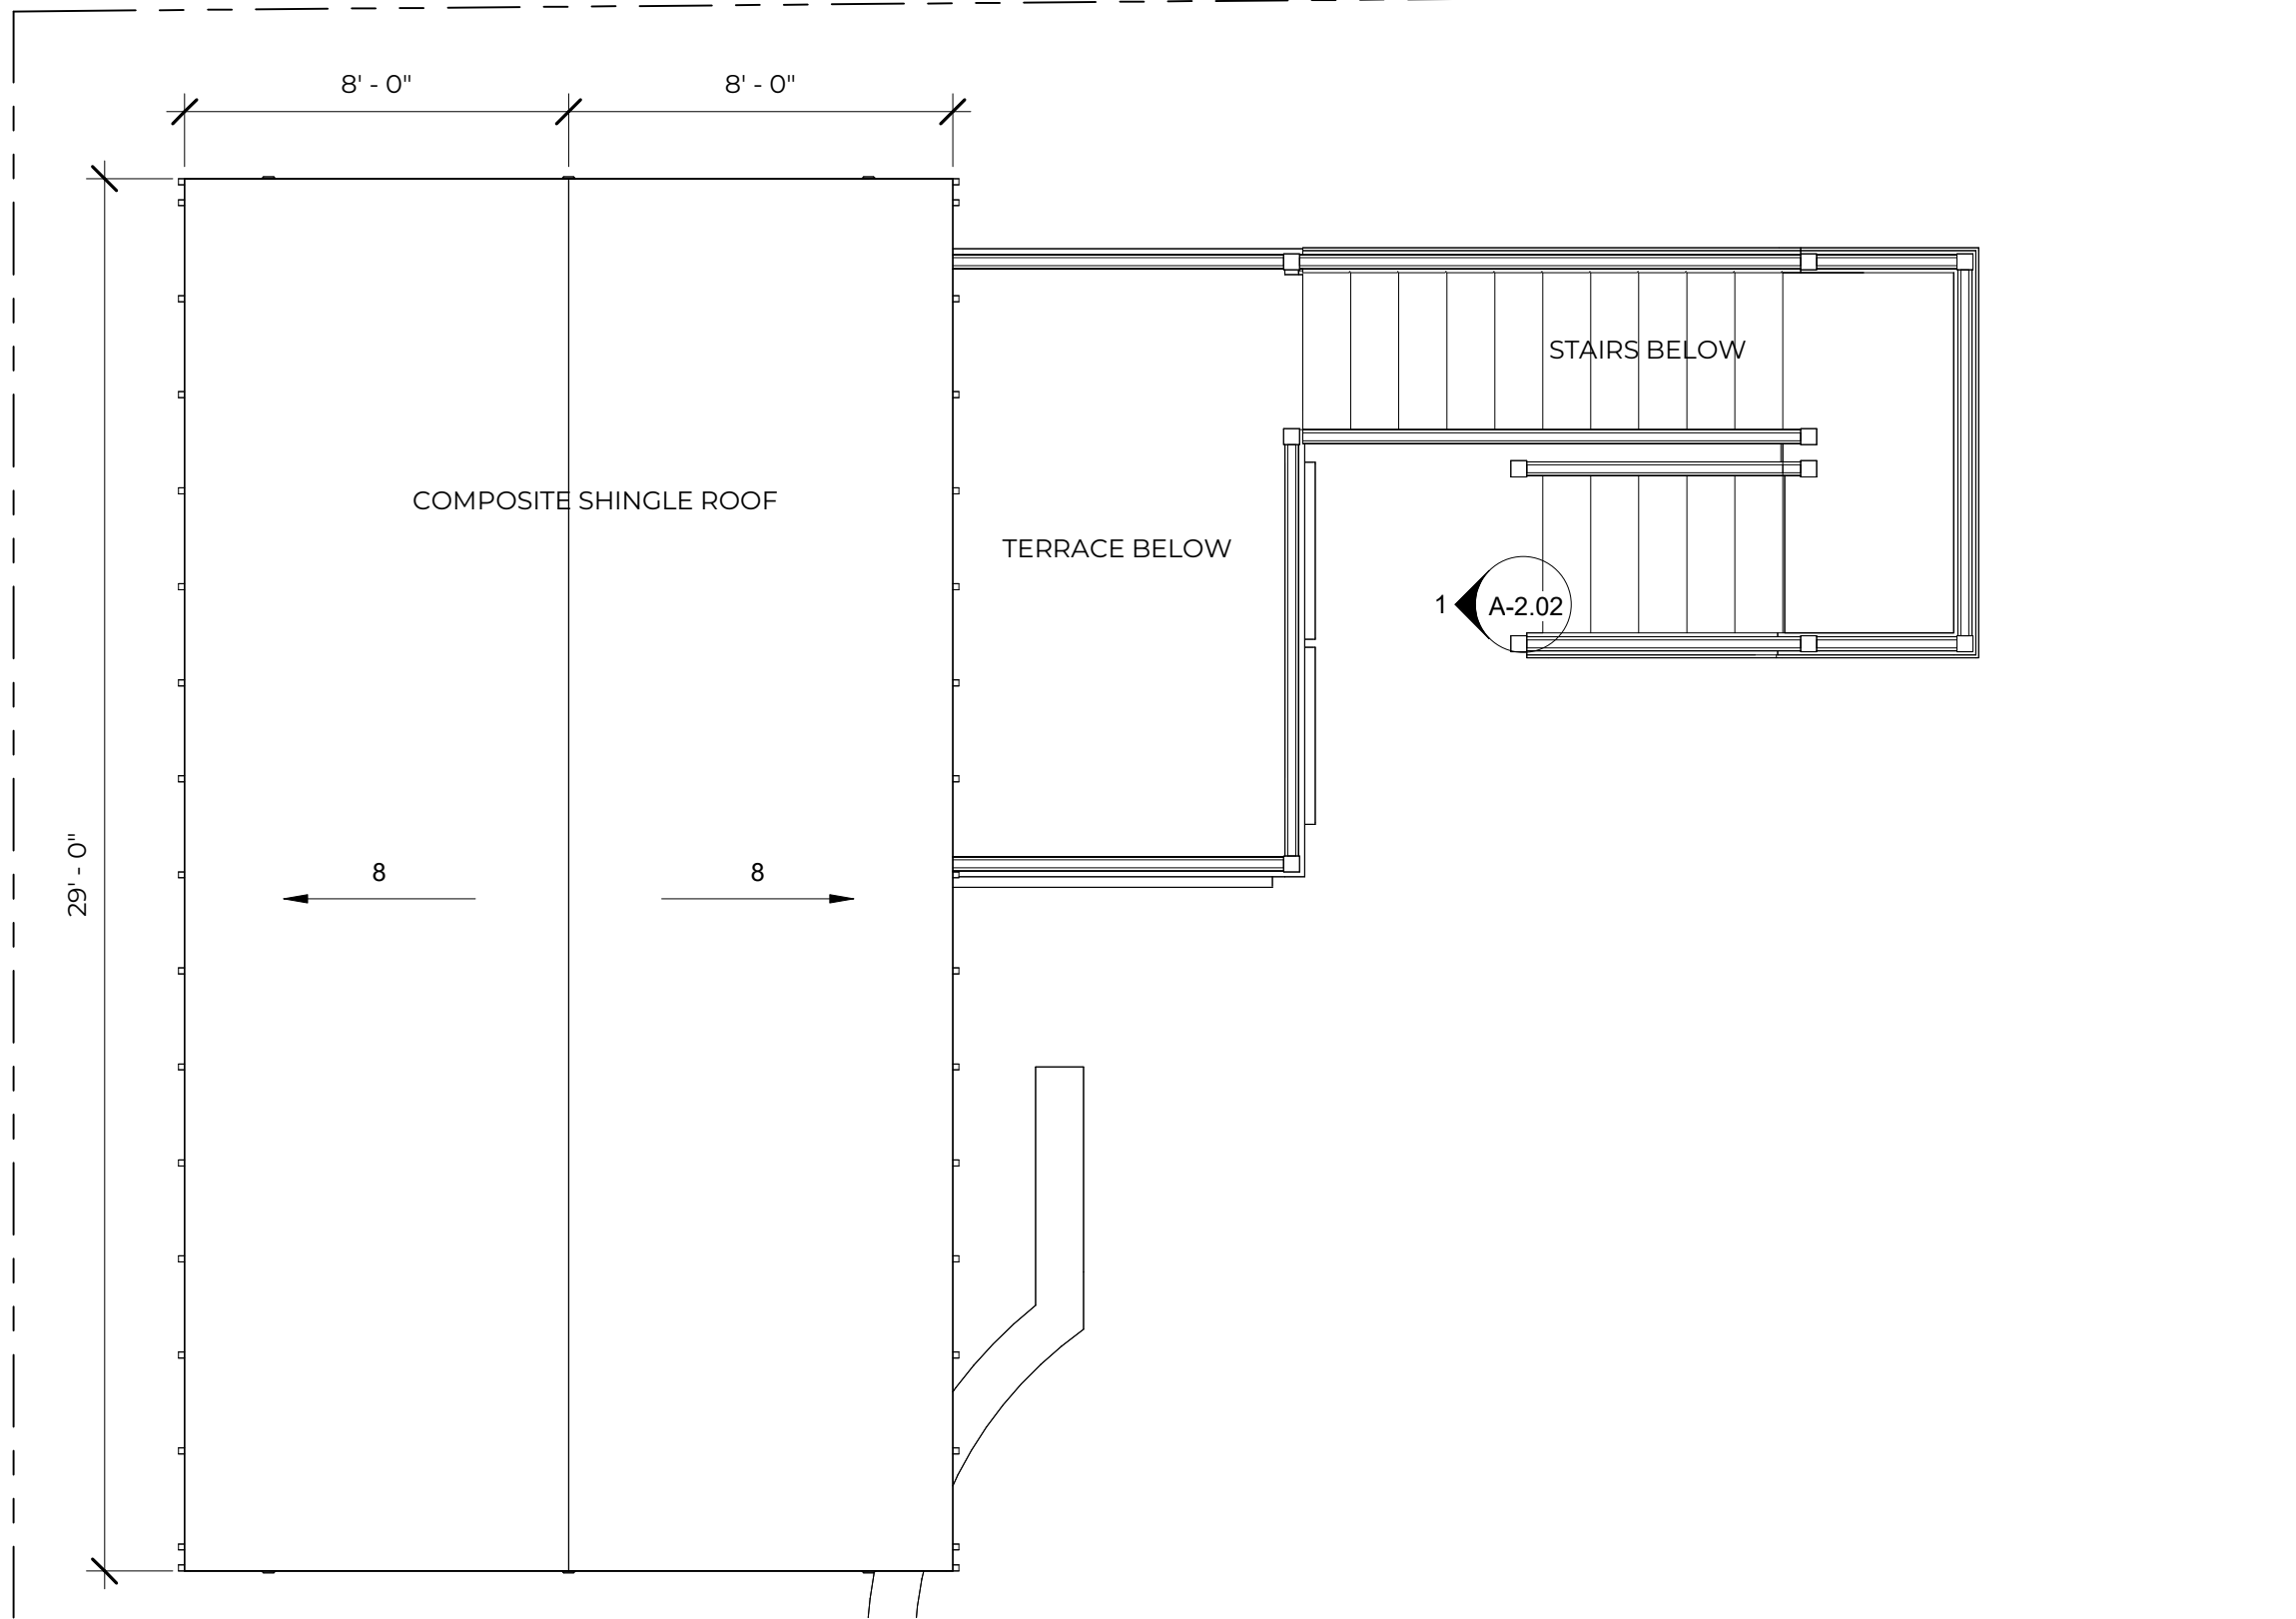 8' - 0"
8' - 0"
STAIRS BELOW
COMPOSITE SHINGLE ROOF
TERRACE BELOW
1
A-2.02
29' - 0"
8
8